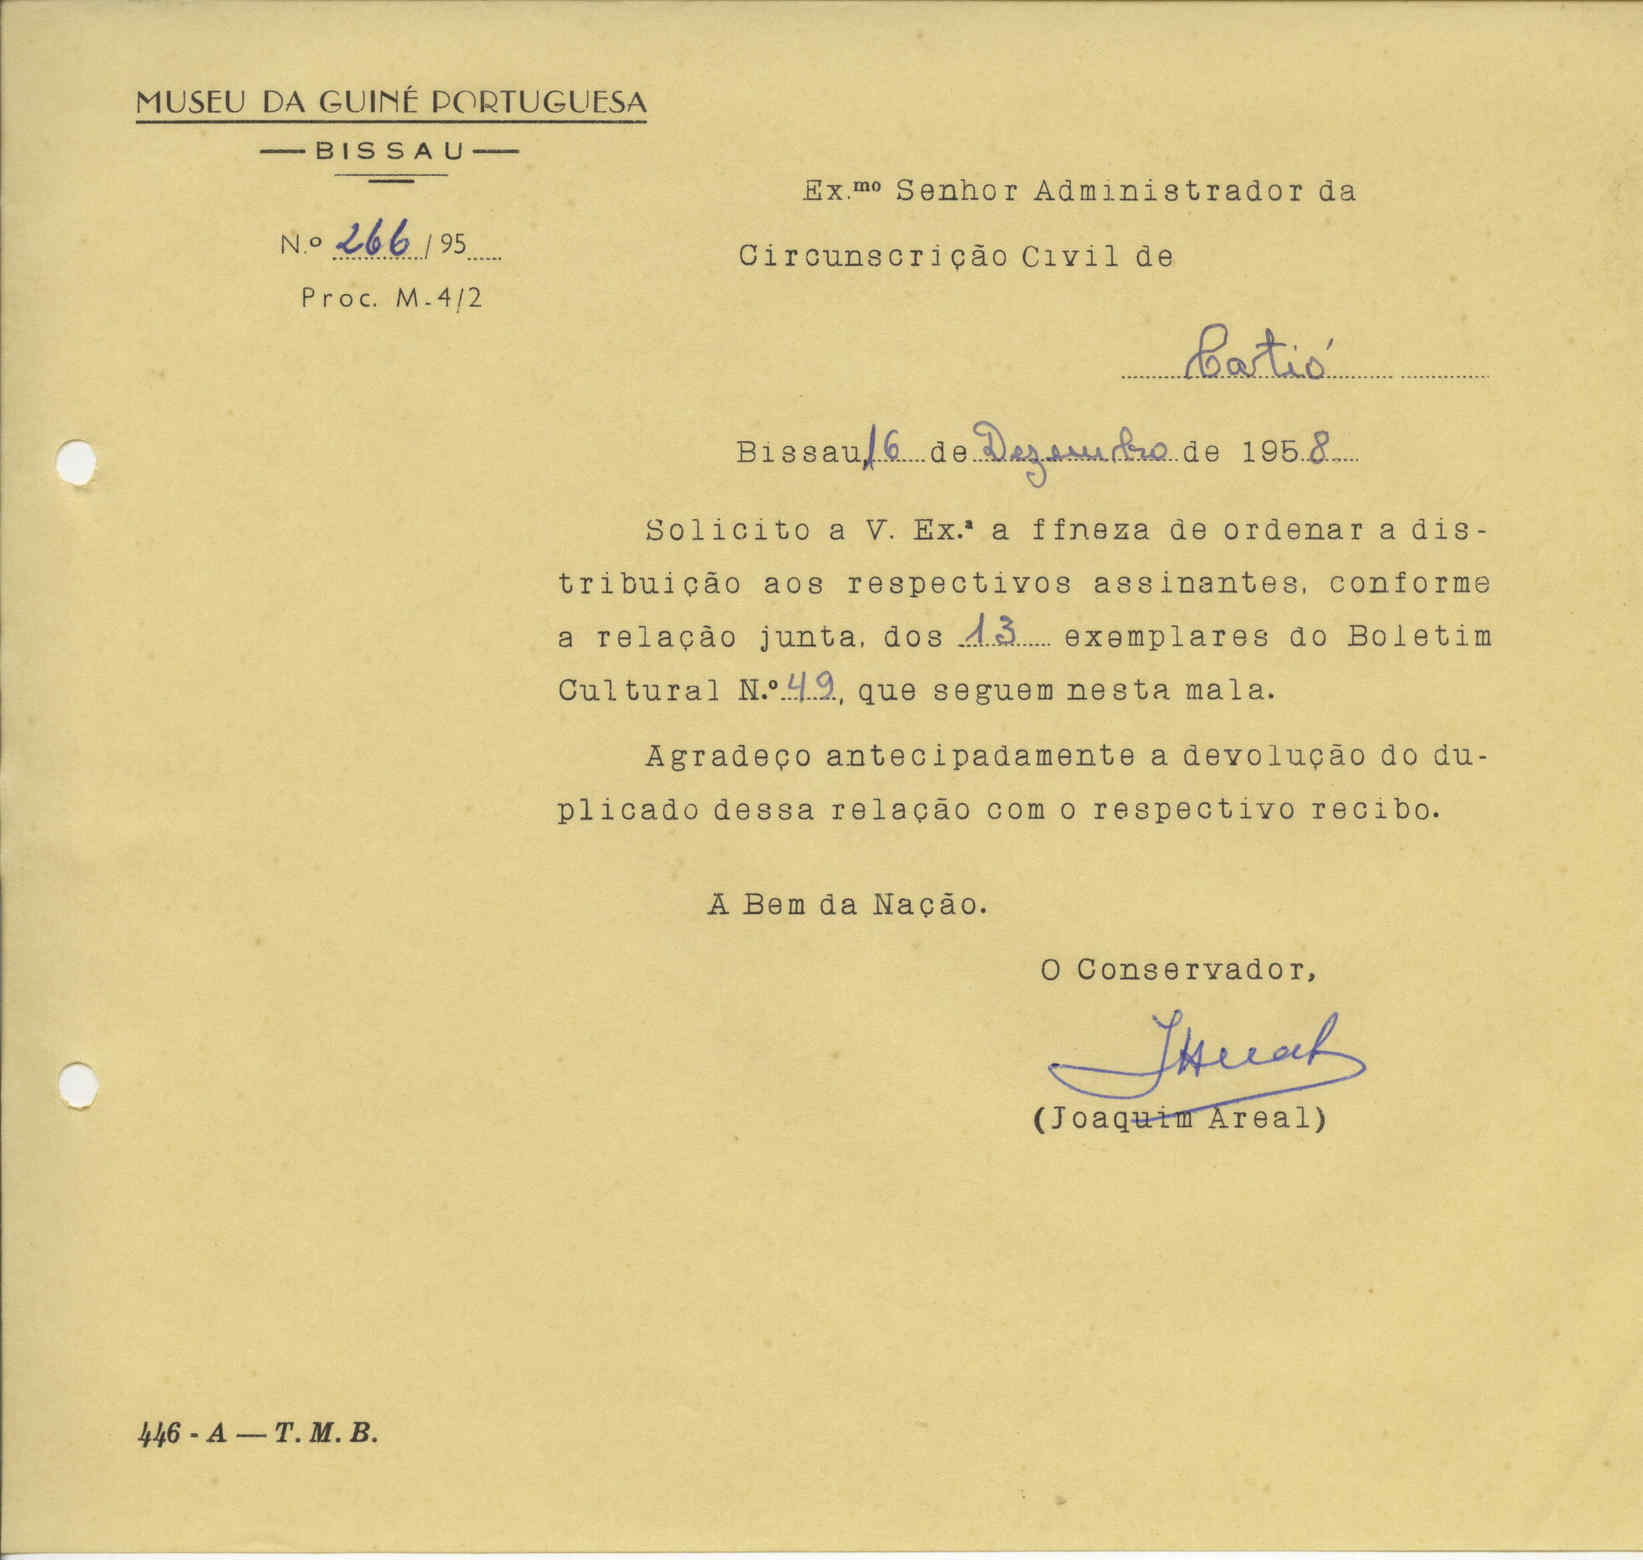 MUSEU DA GUINÉ PORTUGUESA
— BISSAU —
N.º 266 / 95
Proc. M-4/2
Ex.mo Senhor Administrador da
Circunscrição Civil de
Catió
Bissau, 16 de Dezembro de 1958
Solicito a V. Ex.ª a ffneza de ordenar a dis-
tribuição aos respectivos assinantes, conforme
a relação junta, dos 13 exemplares do Boletim
Cultural N.º 49, que seguem nesta mala.
Agradeço antecipadamente a devolução do du-
plicado dessa relação com o respectivo recibo.
A Bem da Nação.
O Conservador,
(Joaquim Areal)
446 - A — T. M. B.